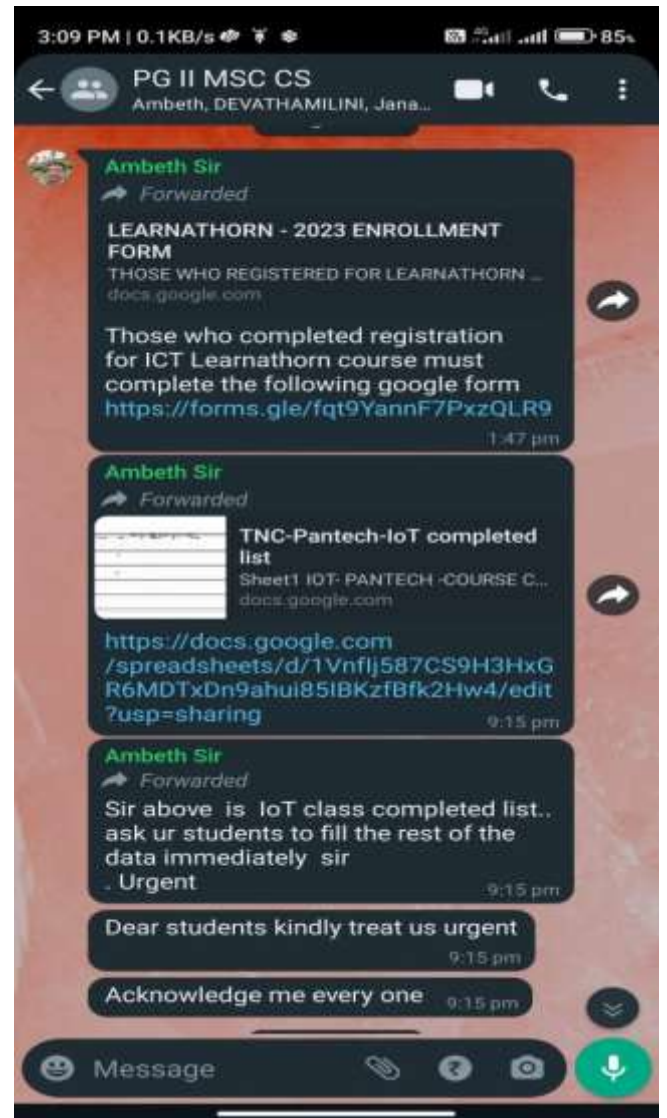 3:09 PM | 0.1KB/s
4G
85%
PG II MSC CS
Ambeth, DEVATHAMILINI, Jana...
Ambeth Sir
Forwarded
LEARNATHORN - 2023 ENROLLMENT
FORM
THOSE WHO REGISTERED FOR LEARNATHORN ...
docs.google.com
Those who completed registration
for ICT Learnathorn course must
complete the following google form
https://forms.gle/fqt9YannF7PxzQLR9
1:47 pm
Ambeth Sir
Forwarded
TNC-Pantech-IoT completed
list
Sheet1 IOT- PANTECH -COURSE C...
docs.google.com
https://docs.google.com
/spreadsheets/d/1VnfIj587CS9H3HxG
R6MDTxDn9ahui85IBKzfBfk2Hw4/edit
?usp=sharing
9:15 pm
Ambeth Sir
Forwarded
Sir above is IoT class completed list..
ask ur students to fill the rest of the
data immediately sir
. Urgent
9:15 pm
Dear students kindly treat us urgent
9:15 pm
Acknowledge me every one
9:15 pm
Message